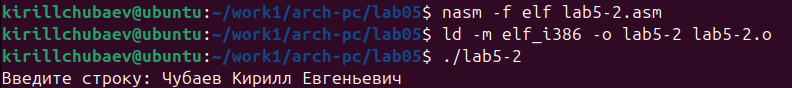 kirillchubaev@ubuntu:~/work1/arch-pc/lab05$ nasm -f elf lab5-2.asm
kirillchubaev@ubuntu:~/work1/arch-pc/lab05$ ld -m elf_i386 -o lab5-2 lab5-2.o
kirillchubaev@ubuntu:~/work1/arch-pc/lab05$ ./lab5-2
Введите строку: Чубаев Кирилл Евгеньевич